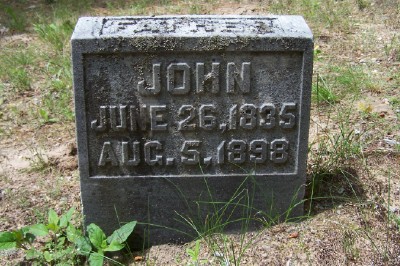 FATHER
JOHN
JUNE 26, 1835
AUG. 5, 1898